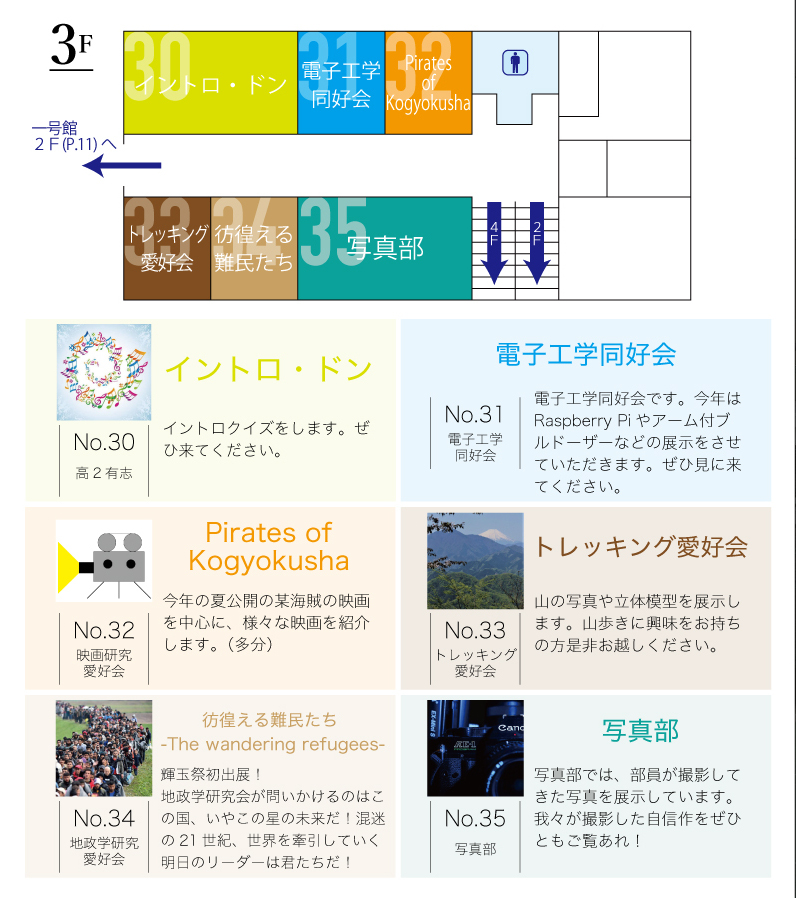 3F
30
イントロ・ドン
31
電子工学
同好会
32
Pirates
of
Kogyokusha
一号館
2F(P.11)へ
33
トレッキング
愛好会
34
彷徨える
難民たち
35
写真部
4F
2F
イントロ・ドン
No.30
高2有志
イントロクイズをします。ぜ
ひ来てください。
電子工学同好会
No.31
電子工学
同好会
電子工学同好会です。今年は
Raspberry Piやアーム付ブ
ルドーザーなどの展示をさせ
ていただきます。ぜひ見に来
てください。
Pirates of
Kogyokusha
No.32
映画研究
愛好会
今年の夏公開の某海賊の映画
を中心に、様々な映画を紹介
します。（多分）
トレッキング愛好会
No.33
トレッキング
愛好会
山の写真や立体模型を展示し
ます。山歩きに興味をお持ち
の方是非お越しください。
彷徨える難民たち
-The wandering refugees-
No.34
地政学研究
愛好会
輝玉祭初出展！
地政学研究会が問いかけるのはこ
の国、いやこの星の未来だ！混迷
の21世紀、世界を牽引していく
明日のリーダーは君たちだ！
写真部
Canon
AE-1
No.35
写真部
写真部では、部員が撮影して
きた写真を展示しています。
我々が撮影した自信作をぜひ
ともご覧あれ！